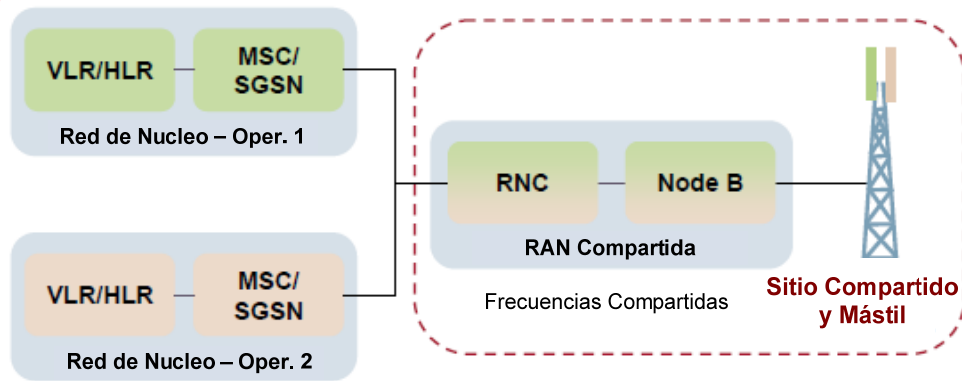 VLR/HLR
MSC/
SGSN
Red de Nucleo – Oper. 1
RNC
Node B
RAN Compartida
VLR/HLR
MSC/
SGSN
Red de Nucleo – Oper. 2
Frecuencias Compartidas
Sitio Compartido
y Mástil